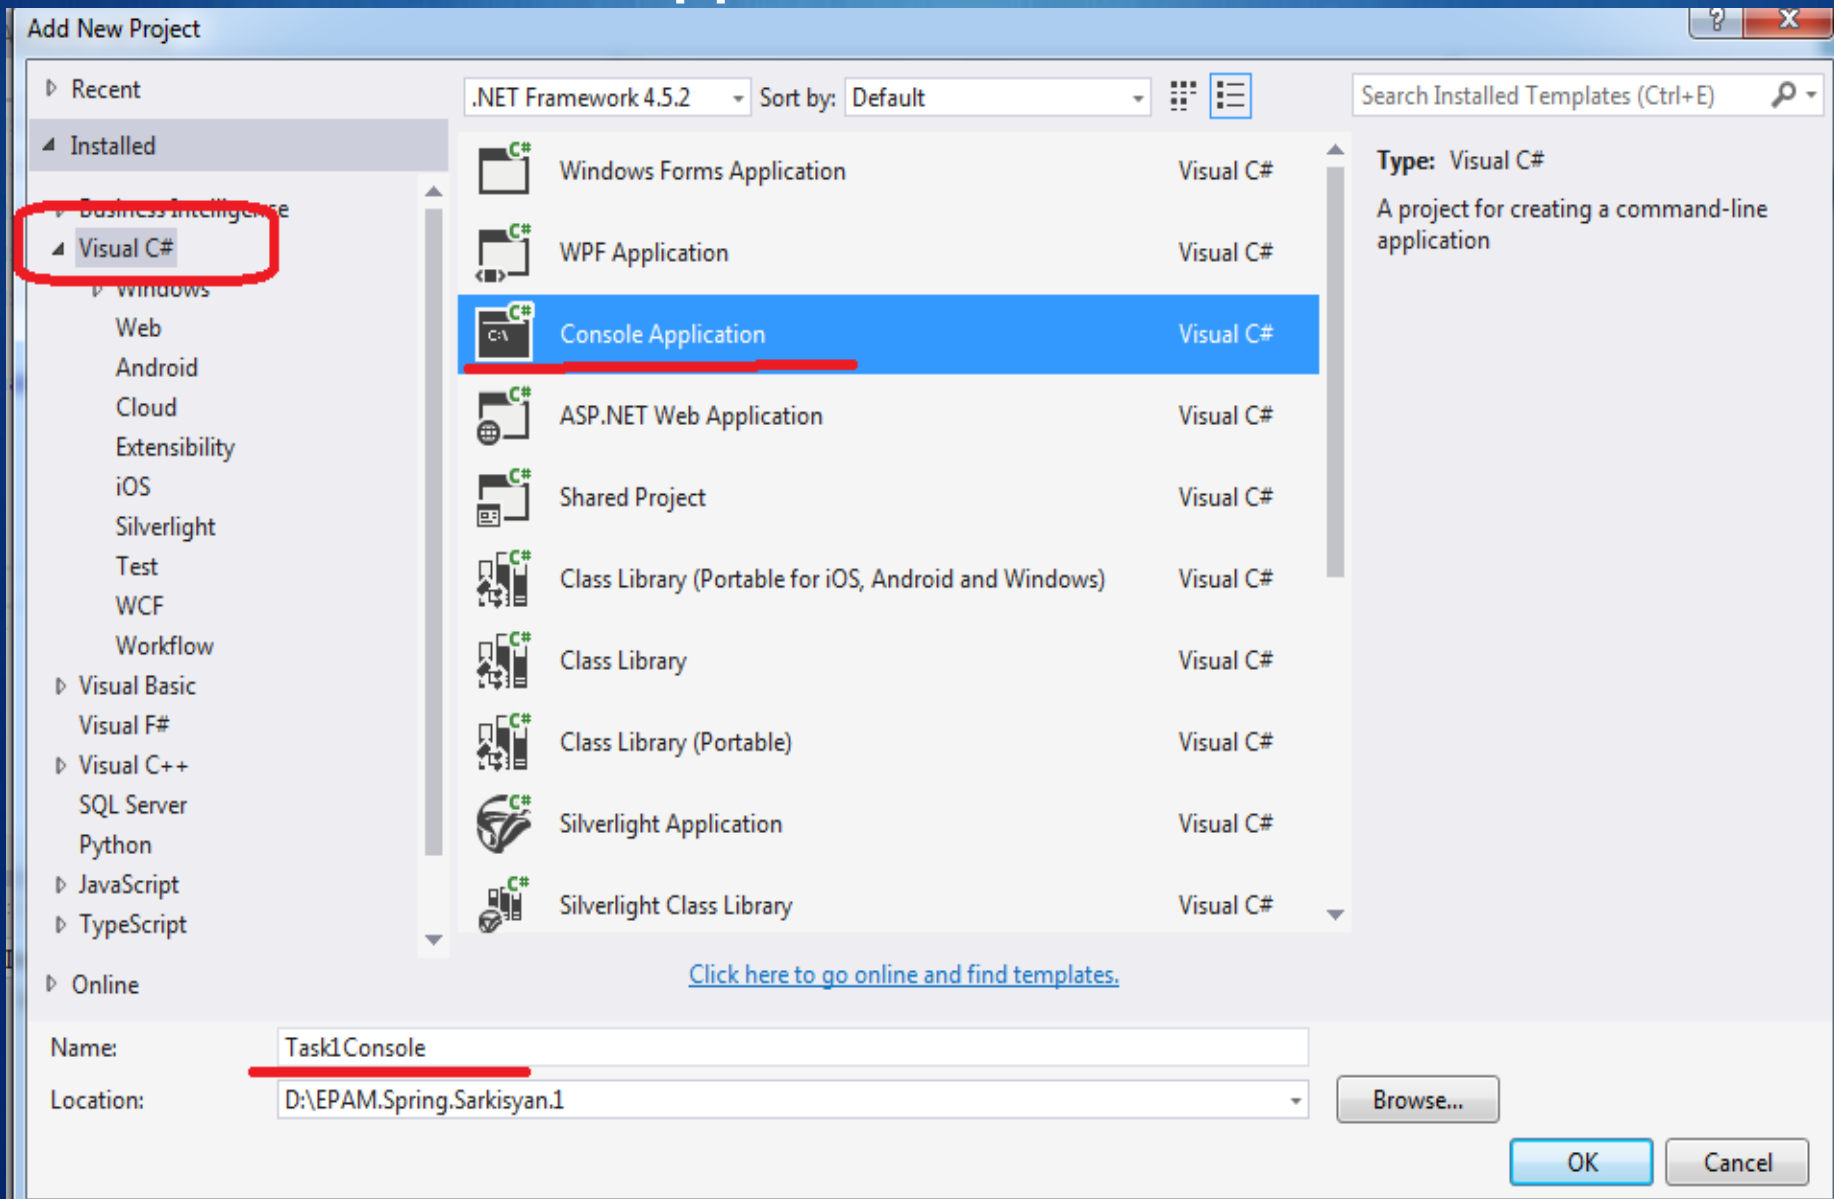 Add New Project
Recent
Installed
Business Intelligence
Visual C#
Windows
Web
Android
Cloud
Extensibility
iOS
Silverlight
Test
WCF
Workflow
Visual Basic
Visual F#
Visual C++
SQL Server
Python
JavaScript
TypeScript
Online
.NET Framework 4.5.2 Sort by: Default
Windows Forms Application Visual C#
WPF Application Visual C#
Console Application Visual C#
ASP.NET Web Application Visual C#
Shared Project Visual C#
Class Library (Portable for iOS, Android and Windows) Visual C#
Class Library Visual C#
Class Library (Portable) Visual C#
Silverlight Application Visual C#
Silverlight Class Library Visual C#
Click here to go online and find templates.
Search Installed Templates (Ctrl+E)
Type: Visual C#
A project for creating a command-line
application
Name: Task1Console
Location: D:\EPAM.Spring.Sarkisyan.1
Browse...
OK Cancel